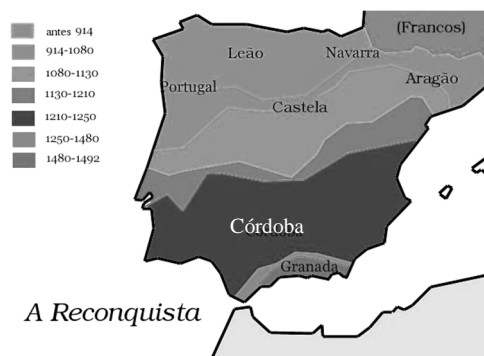 antes 914
914-1080
1080-1130
1130-1210
1210-1250
1250-1480
1480-1492
(Francos)
Leão
Navarra
Aragão
Portugal
Castela
Córdoba
Granada
A Reconquista